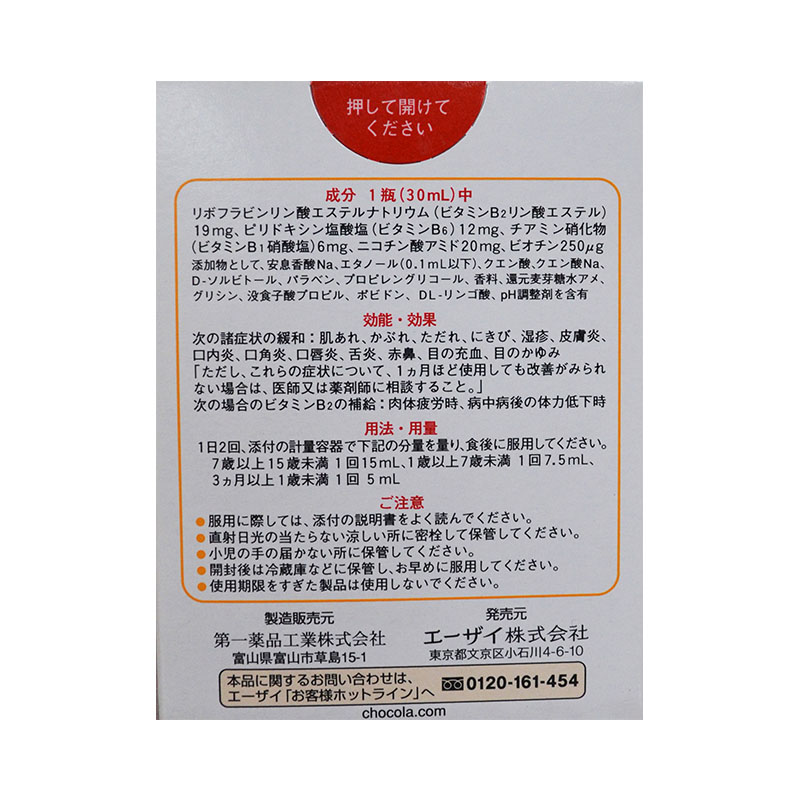 押して開けて
ください
成分 1瓶(30mL)中
リボフラビンリン酸エステルナトリウム(ビタミンB2リン酸エステル)
19mg、ピリドキシン塩酸塩(ビタミンB6)12mg、チアミン硝化物
(ビタミンB1硝酸塩)6mg、ニコチン酸アミド20mg、ビオチン250μg
添加物として、安息香酸Na、エタノール(0.1mL以下)、クエン酸、クエン酸Na、
D-ソルビトール、パラベン、プロピレングリコール、香料、還元麦芽糖水アメ、
グリシン、没食子酸プロピル、ポビドン、DL-リンゴ酸、pH調整剤を含有
効能・効果
次の諸症状の緩和:肌あれ、かぶれ、ただれ、にきび、湿疹、皮膚炎、
口内炎、口角炎、口唇炎、舌炎、赤鼻、目の充血、目のかゆみ
「ただし、これらの症状について、1ヵ月ほど使用しても改善がみら
れない場合は、医師又は薬剤師に相談すること。」
次の場合のビタミンB2の補給:肉体疲労時、病中病後の体力低下時
用法・用量
1日2回、添付の計量容器で下記の分量を量り、食後に服用してください。
7歳以上15歳未満 1回15mL、1歳以上7歳未満 1回7.5mL、
3ヵ月以上1歳未満 1回 5mL
ご注意
●服用に際しては、添付の説明書をよく読んでください。
●直射日光の当たらない涼しい所に密栓して保管してください。
●小児の手の届かない所に保管してください。
●開封後は冷蔵庫などに保管し、お早めに服用してください。
●使用期限をすぎた製品は使用しないでください。
製造販売元
第一薬品工業株式会社
富山県富山市草島15-1
発売元
エーザイ株式会社
東京都文京区小石川4-6-10
本品に関するお問い合わせは、
エーザイ「お客様ホットライン」へ 0120-161-454
chocola.com